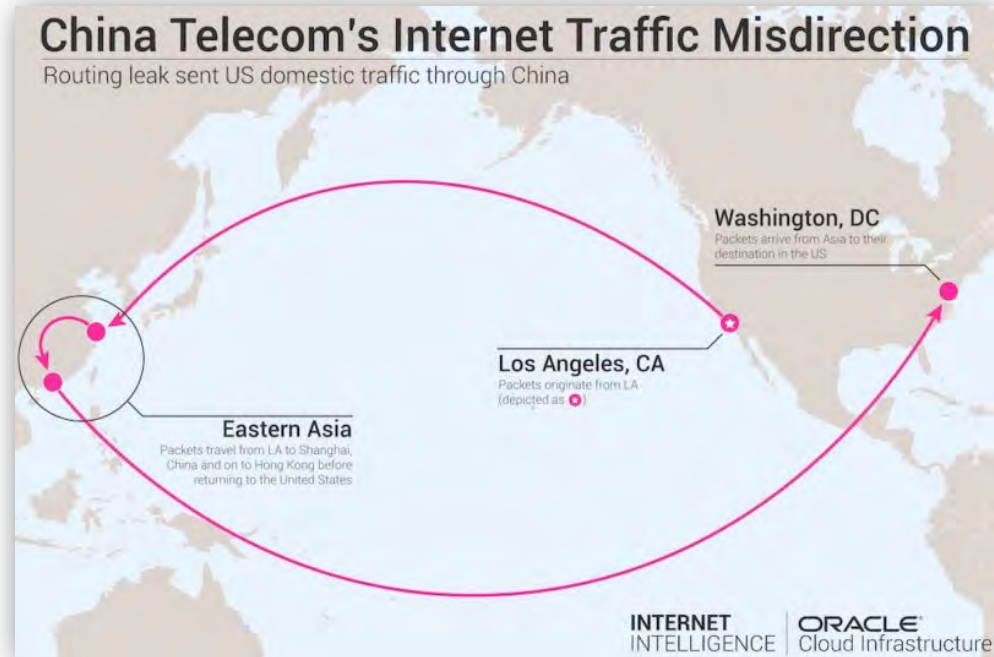 China Telecom's Internet Traffic Misdirection
Routing leak sent US domestic traffic through China
Washington, DC
Packets arrive from Asia to their
destination in the US
Los Angeles, CA
Packets originate from LA
(depicted as ✪)
Eastern Asia
Packets travel from LA to Shanghai,
China and on to Hong Kong before
returning to the United States
INTERNET
INTELLIGENCE
ORACLE
Cloud Infrastructure